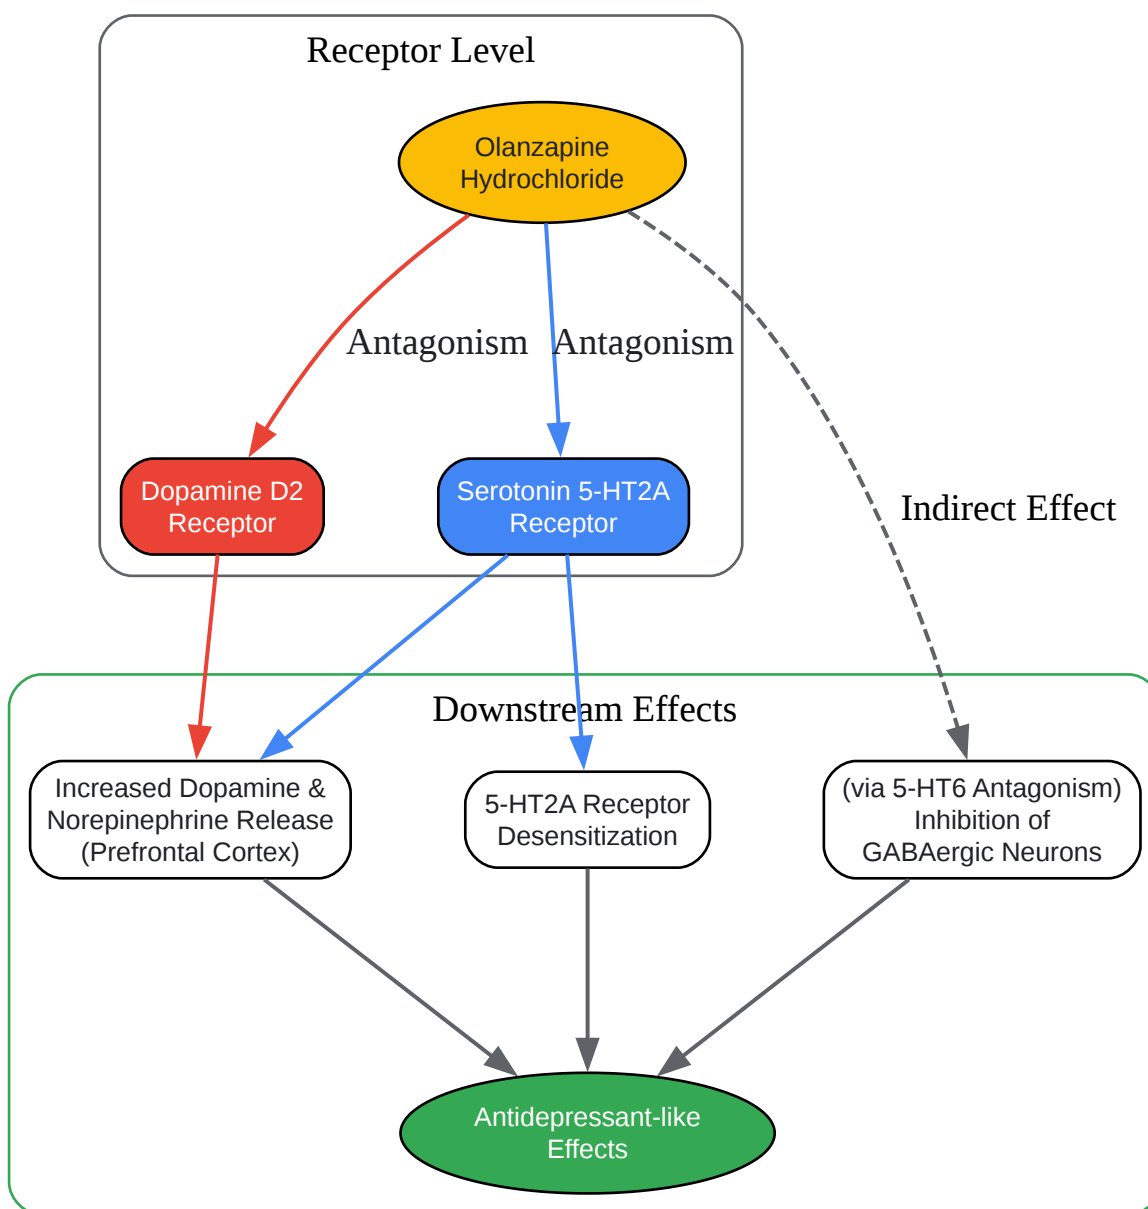 Receptor Level
Olanzapine
Hydrochloride
Antagonism
Antagonism
Dopamine D2
Receptor
Serotonin 5-HT2A
Receptor
Indirect Effect
Downstream Effects
Increased Dopamine &
Norepinephrine Release
(Prefrontal Cortex)
5-HT2A Receptor
Desensitization
(via 5-HT6 Antagonism)
Inhibition of
GABAergic Neurons
Antidepressant-like
Effects